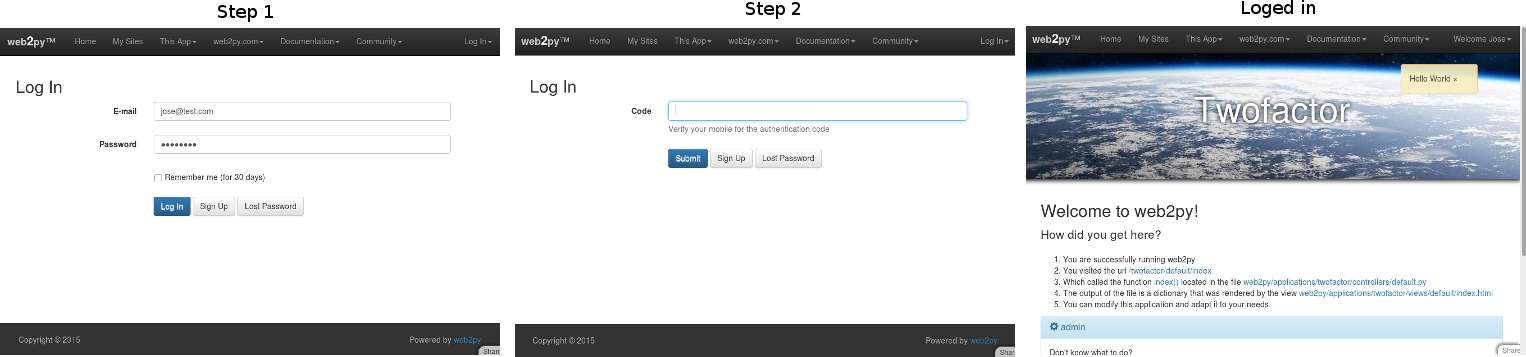 Step 1
web2py™ Home My Sites This App web2py.com Documentation Community Log In
Log In
E-mail jose@test.com
Password ••••••••
Remember me (for 30 days)
Log In Sign Up Lost Password
Copyright © 2015 Powered by web2py
Share
Step 2
web2py™ Home My Sites This App web2py.com Documentation Community Log In
Log In
Code
Verify your mobile for the authentication code
Submit Sign Up Lost Password
Copyright © 2015 Powered by web2py
Shar
Loged in
web2py™ Home My Sites This App web2py.com Documentation Community Welcome Jose
Hello World ×
Twofactor
Welcome to web2py!
How did you get here?
1. You are successfully running web2py
2. You visited the url /twofactor/default/index
3. Which called the function index() located in the file web2py/applications/twofactor/controllers/default.py
4. The output of the file is a dictionary that was rendered by the view web2py/applications/twofactor/views/default/index.html
5. You can modify this application and adapt it to your needs
admin
Don't know what to do?
Share